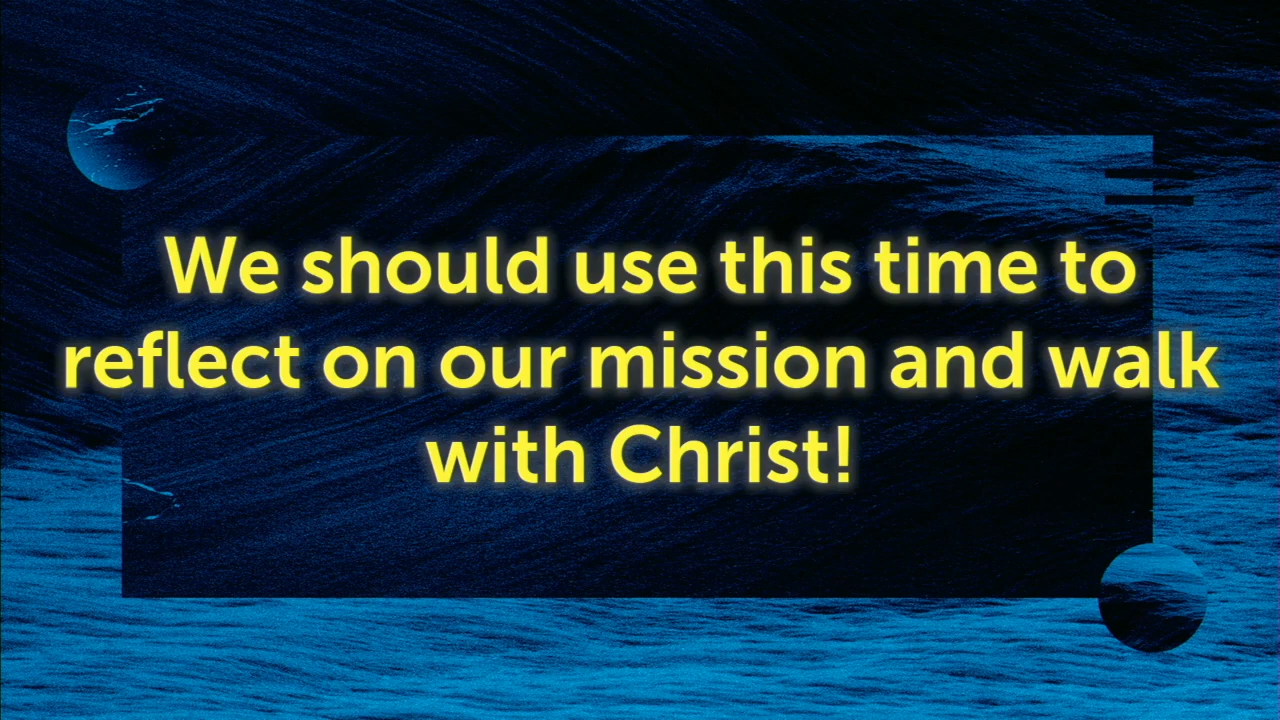 We should use this time to
reflect on our mission and walk
with Christ!